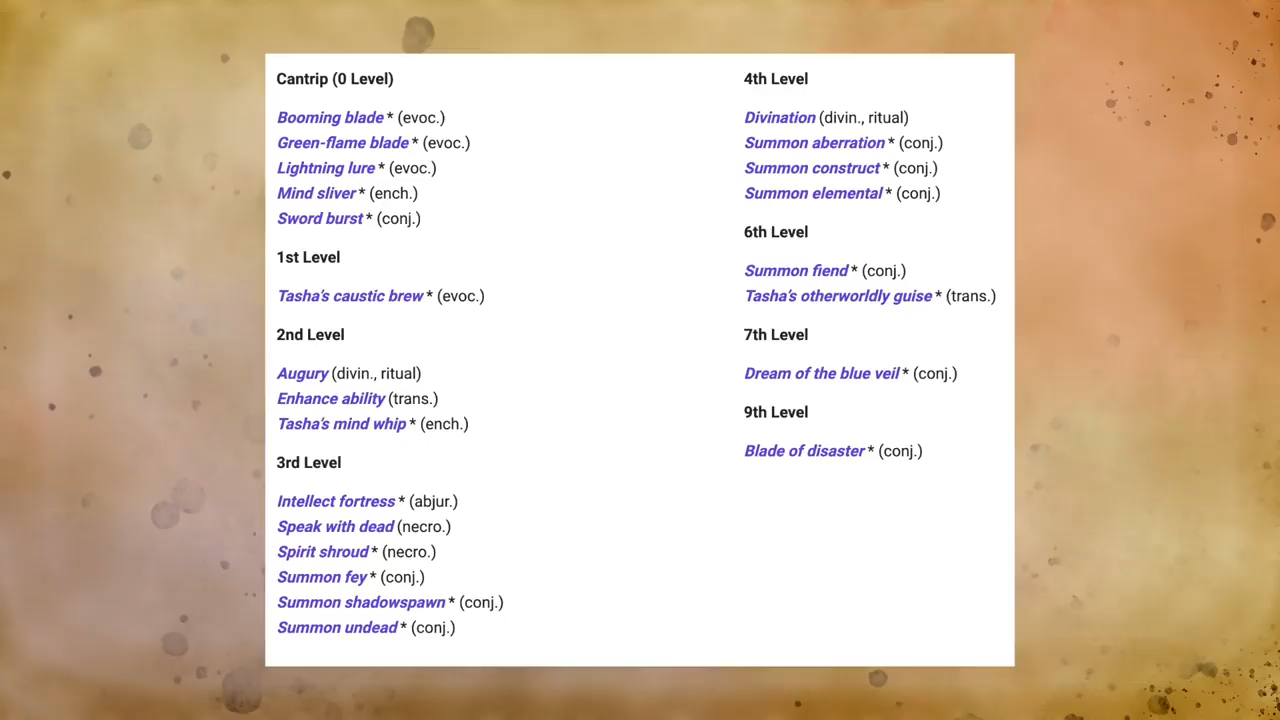 Cantrip (0 Level)
Booming blade * (evoc.)
Green-flame blade * (evoc.)
Lightning lure * (evoc.)
Mind sliver * (ench.)
Sword burst * (conj.)
1st Level
Tasha's caustic brew * (evoc.)
2nd Level
Augury (divin., ritual)
Enhance ability (trans.)
Tasha's mind whip * (ench.)
3rd Level
Intellect fortress * (abjur.)
Speak with dead (necro.)
Spirit shroud * (necro.)
Summon fey * (conj.)
Summon shadowspawn * (conj.)
Summon undead * (conj.)
4th Level
Divination (divin., ritual)
Summon aberration * (conj.)
Summon construct * (conj.)
Summon elemental * (conj.)
6th Level
Summon fiend * (conj.)
Tasha's otherworldly guise * (trans.)
7th Level
Dream of the blue veil * (conj.)
9th Level
Blade of disaster * (conj.)